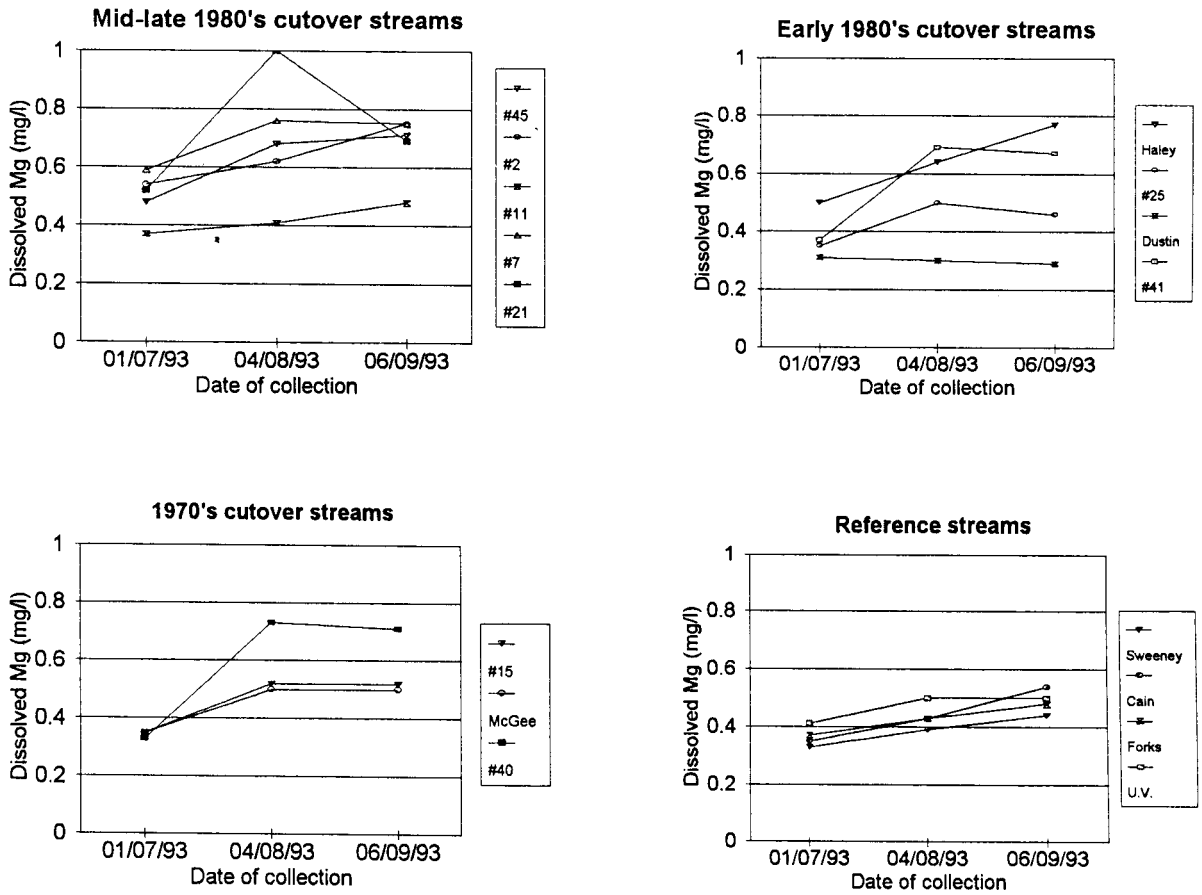 Mid-late 1980's cutover streams
1
0.8
0.6
0.4
0.2
0
Dissolved Mg (mg/l)
01/07/93 04/08/93 06/09/93
Date of collection
#45
#2
#11
#7
#21
Early 1980's cutover streams
1
0.8
0.6
0.4
0.2
0
Dissolved Mg (mg/l)
01/07/93 04/08/93 06/09/93
Date of collection
Haley
#25
Dustin
#41
1970's cutover streams
1
0.8
0.6
0.4
0.2
0
Dissolved Mg (mg/l)
01/07/93 04/08/93 06/09/93
Date of collection
#15
McGee
#40
Reference streams
1
0.8
0.6
0.4
0.2
0
Dissolved Mg (mg/l)
01/07/93 04/08/93 06/09/93
Date of collection
Sweeney
Cain
Forks
U.V.